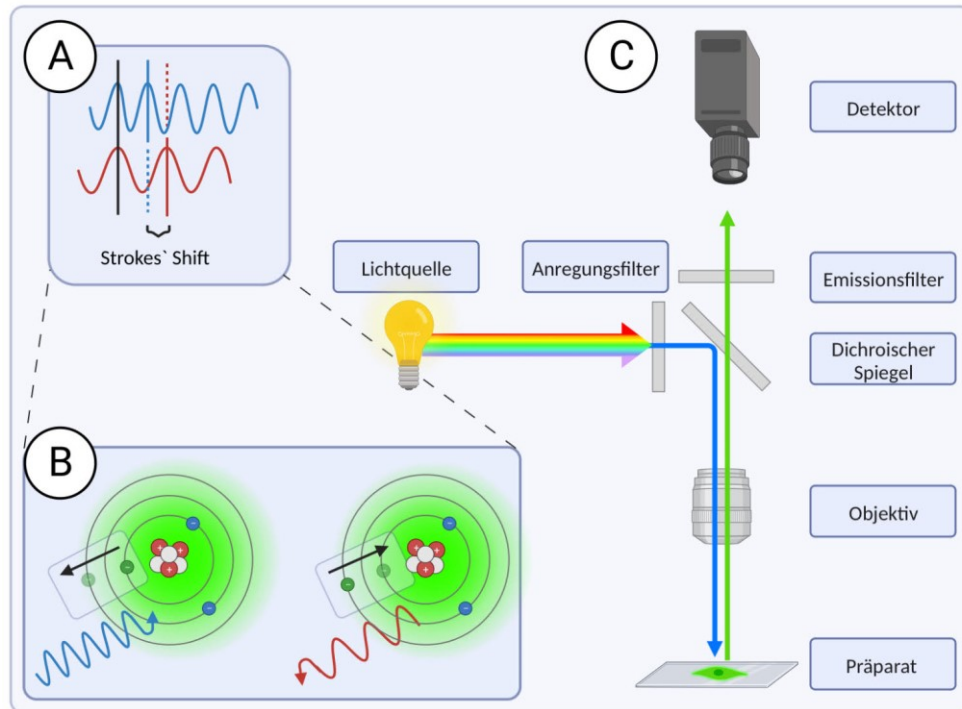 A
C
Detektor
Strokes` Shift
Lichtquelle
Anregungsfilter
Emissionsfilter
Dichroischer
Spiegel
B
Objektiv
Präparat